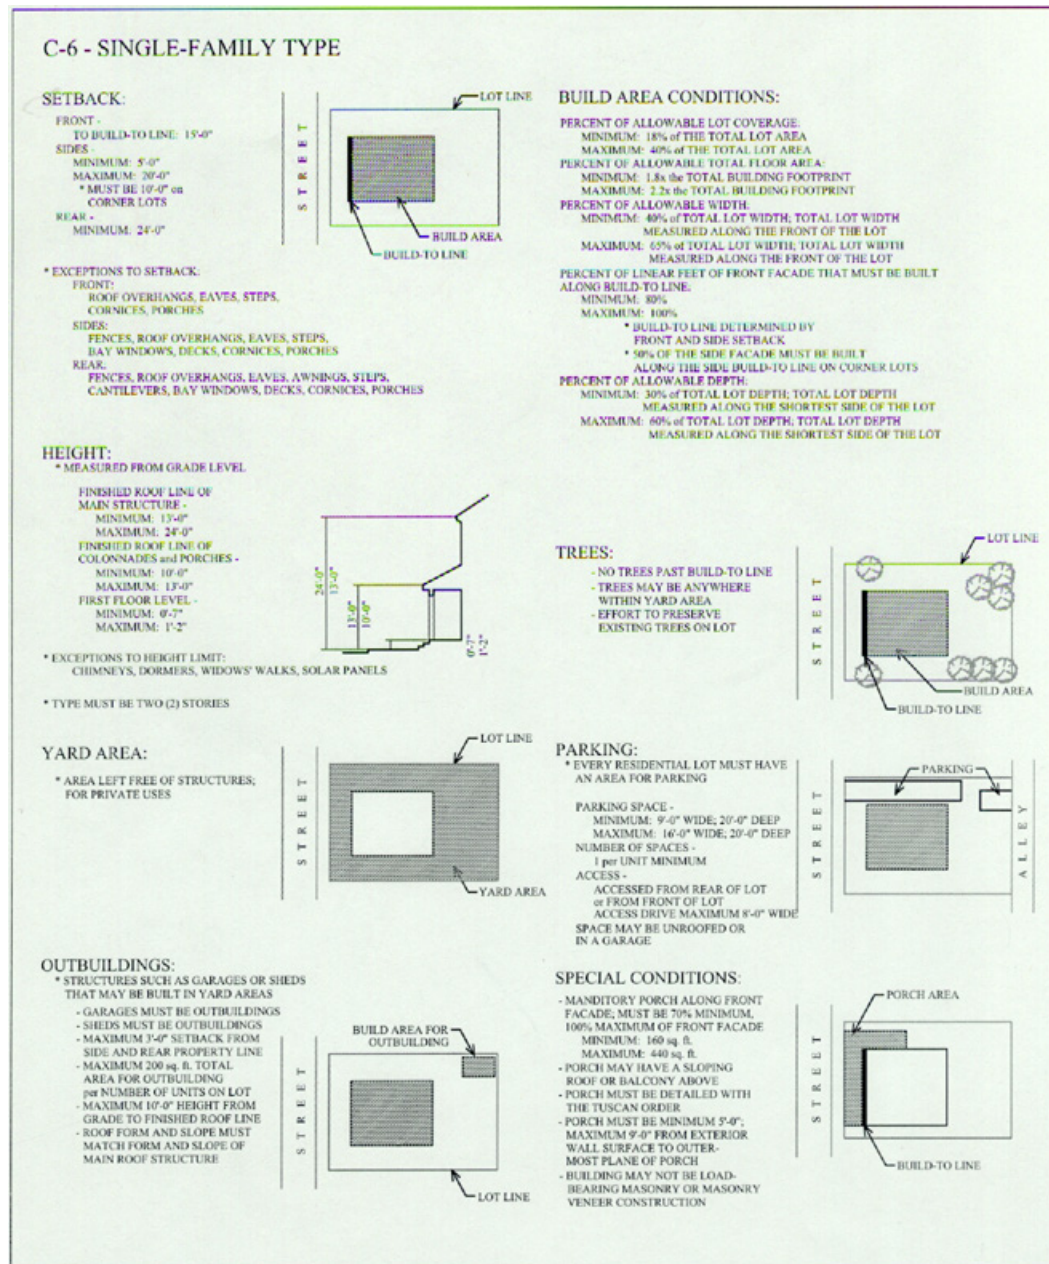 C-6 - SINGLE-FAMILY TYPE
SETBACK:
FRONT -
TO BUILD-TO LINE: 15'-0"
SIDES -
MINIMUM: 5'-0"
MAXIMUM: 20'-0"
* MUST BE 10'-0" on
CORNER LOTS
REAR -
MINIMUM: 24'-0"
STREET
LOT LINE
BUILD AREA
BUILD-TO LINE
* EXCEPTIONS TO SETBACK:
FRONT:
ROOF OVERHANGS, EAVES, STEPS,
CORNICES, PORCHES
SIDES:
FENCES, ROOF OVERHANGS, EAVES, STEPS,
BAY WINDOWS, DECKS, CORNICES, PORCHES
REAR:
FENCES, ROOF OVERHANGS, EAVES, AWNINGS, STEPS,
CANTILEVERS, BAY WINDOWS, DECKS, CORNICES, PORCHES
HEIGHT:
* MEASURED FROM GRADE LEVEL
FINISHED ROOF LINE OF
MAIN STRUCTURE -
MINIMUM: 13'-0"
MAXIMUM: 24'-0"
FINISHED ROOF LINE OF
COLONNADES and PORCHES -
MINIMUM: 10'-0"
MAXIMUM: 13'-0"
FIRST FLOOR LEVEL -
MINIMUM: 0'-7"
MAXIMUM: 1'-2"
24'-0"
13'-0"
13'-0"
10'-0"
0'-7"
1'-2"
* EXCEPTIONS TO HEIGHT LIMIT:
CHIMNEYS, DORMERS, WIDOWS' WALKS, SOLAR PANELS
* TYPE MUST BE TWO (2) STORIES
YARD AREA:
* AREA LEFT FREE OF STRUCTURES;
FOR PRIVATE USES
STREET
LOT LINE
YARD AREA
OUTBUILDINGS:
* STRUCTURES SUCH AS GARAGES OR SHEDS
THAT MAY BE BUILT IN YARD AREAS
- GARAGES MUST BE OUTBUILDINGS
- SHEDS MUST BE OUTBUILDINGS
- MAXIMUM 3'-0" SETBACK FROM
SIDE AND REAR PROPERTY LINE
- MAXIMUM 200 sq. ft. TOTAL
AREA FOR OUTBUILDING
per NUMBER OF UNITS ON LOT
- MAXIMUM 10'-0" HEIGHT FROM
GRADE TO FINISHED ROOF LINE
- ROOF FORM AND SLOPE MUST
MATCH FORM AND SLOPE OF
MAIN ROOF STRUCTURE
STREET
BUILD AREA FOR
OUTBUILDING
LOT LINE
BUILD AREA CONDITIONS:
PERCENT OF ALLOWABLE LOT COVERAGE:
MINIMUM: 18% of THE TOTAL LOT AREA
MAXIMUM: 40% of THE TOTAL LOT AREA
PERCENT OF ALLOWABLE TOTAL FLOOR AREA:
MINIMUM: 1.8x the TOTAL BUILDING FOOTPRINT
MAXIMUM: 2.2x the TOTAL BUILDING FOOTPRINT
PERCENT OF ALLOWABLE WIDTH:
MINIMUM: 40% of TOTAL LOT WIDTH; TOTAL LOT WIDTH
MEASURED ALONG THE FRONT OF THE LOT
MAXIMUM: 65% of TOTAL LOT WIDTH; TOTAL LOT WIDTH
MEASURED ALONG THE FRONT OF THE LOT
PERCENT OF LINEAR FEET OF FRONT FACADE THAT MUST BE BUILT
ALONG BUILD-TO LINE:
MINIMUM: 80%
MAXIMUM: 100%
* BUILD-TO LINE DETERMINED BY
FRONT AND SIDE SETBACK
* 50% OF THE SIDE FACADE MUST BE BUILT
ALONG THE SIDE BUILD-TO LINE ON CORNER LOTS
PERCENT OF ALLOWABLE DEPTH:
MINIMUM: 30% of TOTAL LOT DEPTH; TOTAL LOT DEPTH
MEASURED ALONG THE SHORTEST SIDE OF THE LOT
MAXIMUM: 60% of TOTAL LOT DEPTH; TOTAL LOT DEPTH
MEASURED ALONG THE SHORTEST SIDE OF THE LOT
TREES:
- NO TREES PAST BUILD-TO LINE
- TREES MAY BE ANYWHERE
WITHIN YARD AREA
- EFFORT TO PRESERVE
EXISTING TREES ON LOT
STREET
LOT LINE
BUILD AREA
BUILD-TO LINE
PARKING:
* EVERY RESIDENTIAL LOT MUST HAVE
AN AREA FOR PARKING
PARKING SPACE -
MINIMUM: 9'-0" WIDE; 20'-0" DEEP
MAXIMUM: 16'-0" WIDE; 20'-0" DEEP
NUMBER OF SPACES -
1 per UNIT MINIMUM
ACCESS -
ACCESSED FROM REAR OF LOT
or FROM FRONT OF LOT
ACCESS DRIVE MAXIMUM 8'-0" WIDE
SPACE MAY BE UNROOFED OR
IN A GARAGE
STREET
PARKING
ALLEY
SPECIAL CONDITIONS:
- MANDITORY PORCH ALONG FRONT
FACADE; MUST BE 70% MINIMUM,
100% MAXIMUM OF FRONT FACADE
MINIMUM: 160 sq. ft.
MAXIMUM: 440 sq. ft.
- PORCH MAY HAVE A SLOPING
ROOF OR BALCONY ABOVE
- PORCH MUST BE DETAILED WITH
THE TUSCAN ORDER
- PORCH MUST BE MINIMUM 5'-0";
MAXIMUM 9'-0" FROM EXTERIOR
WALL SURFACE TO OUTER-
MOST PLANE OF PORCH
- BUILDING MAY NOT BE LOAD-
BEARING MASONRY OR MASONRY
VENEER CONSTRUCTION
STREET
PORCH AREA
BUILD-TO LINE